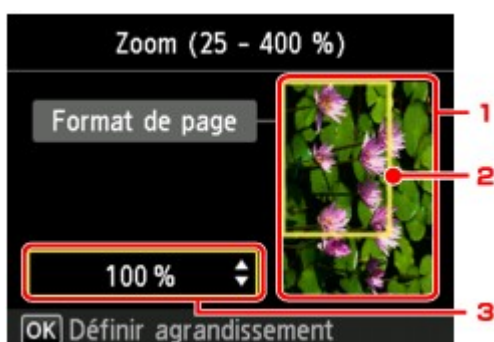 Zoom (25 - 400 %)
Format de page
1
2
100 %
3
OK Définir agrandissement